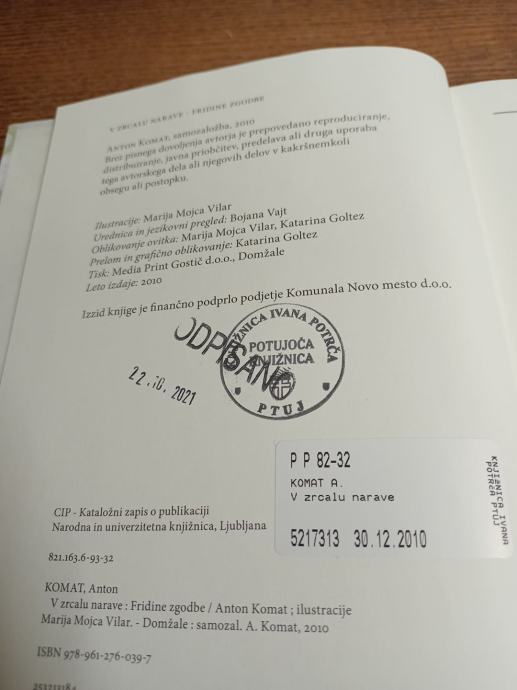 V ZRCALU NARAVE · FRIDINE ZGODBE
ANTON KOMAT, samozaložba, 2010
Brez pisnega dovoljenja avtorja je prepovedano reproduciranje,
distribuiranje, javna priobčitev, predelava ali druga uporaba
tega avtorskega dela ali njegovih delov v kakršnemkoli
obsegu ali postopku.
Ilustracije: Marija Mojca Vilar
Urednica in jezikovni pregled: Bojana Vajt
Oblikovanje ovitka: Marija Mojca Vilar, Katarina Goltez
Prelom in grafično oblikovanje: Katarina Goltez
Tisk: Media Print Gostič d.o.o., Domžale
Leto izdaje: 2010
Izzid knjige je finančno podprlo podjetje Komunala Novo mesto d.o.o.
ODPISANO
KNJIŽNICA IVANA POTRČA
POTUJOČA
KNJIŽNICA
PTUJ
22.10.2021
P P 82-32
KOMAT A.
V zrcalu narave
5217313 30.12.2010
KNJIŽNICA IVANA
POTRČA PTUJ
CIP - Kataložni zapis o publikaciji
Narodna in univerzitetna knjižnica, Ljubljana
821.163.6-93-32
KOMAT, Anton
V zrcalu narave : Fridine zgodbe / Anton Komat ; ilustracije
Marija Mojca Vilar. - Domžale : samozal. A. Komat, 2010
ISBN 978-961-276-039-7